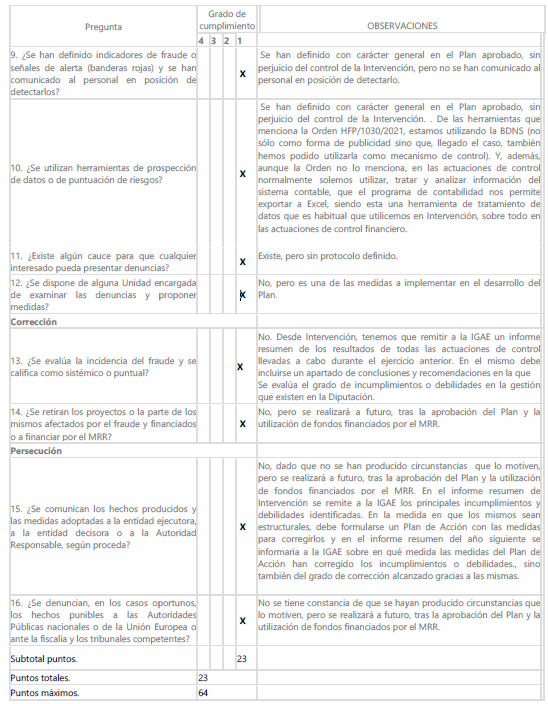 Pregunta
Grado de
cumplimiento
OBSERVACIONES
4 3 2 1
9. ¿Se han definido indicadores de fraude o
señales de alerta (banderas rojas) y se han
comunicado al personal en posición de
detectarlos?
x
Se han definido con carácter general en el Plan aprobado, sin
perjuicio del control de la Intervención, pero no se han comunicado al
personal en posición de detectarlo.
10. ¿Se utilizan herramientas de prospección
de datos o de puntuación de riesgos?
x
Se han definido con carácter general en el Plan aprobado, sin
perjuicio del control de la Intervención. . De las herramientas que
menciona la Orden HFP/1030/2021, estamos utilizando la BDNS (no
sólo como forma de publicidad sino que, llegado el caso, también
hemos podido utilizarla como mecanismo de control). Y, además,
aunque la Orden no lo menciona, en las actuaciones de control
normalmente solemos utilizar, tratar y analizar información del
sistema contable, que el programa de contabilidad nos permite
exportar a Excel, siendo esta una herramienta de tratamiento de
datos que es habitual que utilicemos en Intervención, sobre todo en
las actuaciones de control financiero.
11. ¿Existe algún cauce para que cualquier
interesado pueda presentar denuncias?
x
Existe, pero sin protocolo definido.
12. ¿Se dispone de alguna Unidad encargada
de examinar las denuncias y proponer
medidas?
x
No, pero es una de las medidas a implementar en el desarrollo del
Plan.
Corrección
13. ¿Se evalúa la incidencia del fraude y se
califica como sistémico o puntual?
x
No. Desde Intervención, tenemos que remitir a la IGAE un informe
resumen de los resultados de todas las actuaciones de control
llevadas a cabo durante el ejercicio anterior. En el mismo debe
incluirse un apartado de conclusiones y recomendaciones en la que
Se evalúa el grado de incumplimientos o debilidades en la gestión
que existen en la Diputación.
14. ¿Se retiran los proyectos o la parte de los
mismos afectados por el fraude y financiados
o a financiar por el MRR?
x
No, pero se realizará a futuro, tras la aprobación del Plan y la
utilización de fondos financiados por el MRR.
Persecución
15. ¿Se comunican los hechos producidos y
las medidas adoptadas a la entidad ejecutora,
a la entidad decisora o a la Autoridad
Responsable, según proceda?
x
No, dado que no se han producido circunstancias que lo motiven,
pero se realizará a futuro, tras la aprobación del Plan y la utilización
de fondos financiados por el MRR. En el informe resumen de
Intervención se remite a la IGAE los principales incumplimientos y
debilidades identificadas. En la medida en que los mismos sean
estructurales, debe formularse un Plan de Acción con las medidas
para corregirlos y en el informe resumen del año siguiente se
informaría a la IGAE sobre en qué medida las medidas del Plan de
Acción han corregido los incumplimientos o debilidades., sino
también del grado de corrección alcanzado gracias a las mismas.
16. ¿Se denuncian, en los casos oportunos,
los hechos punibles a las Autoridades
Públicas nacionales o de la Unión Europea o
ante la fiscalía y los tribunales competentes?
x
No se tiene constancia de que se hayan producido circunstancias que
lo motiven, pero se realizará a futuro, tras la aprobación del Plan y la
utilización de fondos financiados por el MRR.
Subtotal puntos.
23
Puntos totales.
23
Puntos máximos.
64